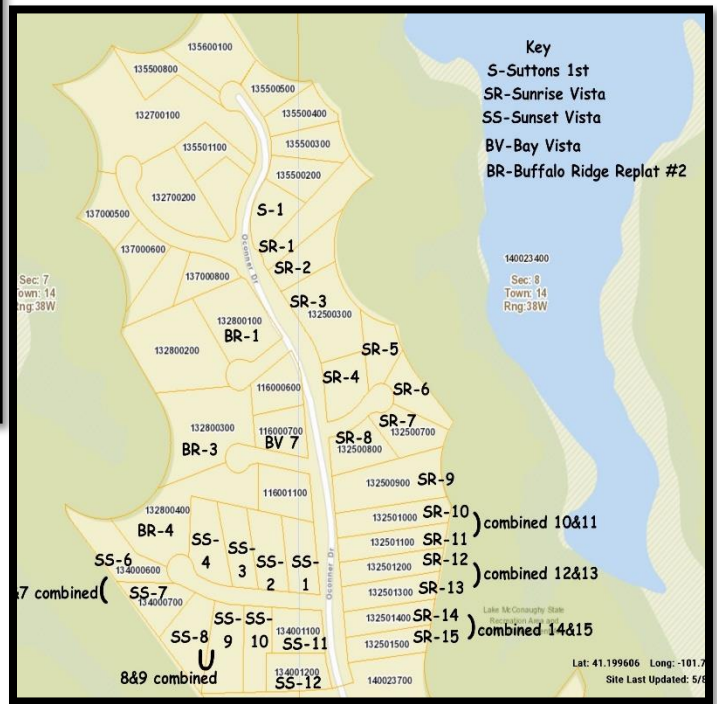 Key
S-Suttons 1st
SR-Sunrise Vista
SS-Sunset Vista
BV-Bay Vista
BR-Buffalo Ridge Replat #2
135600100
135500800
135500500
132700100
135500400
135501100
135500300
135500200
132700200
137000500
S-1
137000600
SR-1
Oconner Dr
SR-2
140023400
Sec: 7
Town: 14
Rng:38W
Sec: 8
Town: 14
Rng:38W
137000800
SR-3
132500300
132800100
BR-1
132800200
SR-5
SR-4
116000600
SR-6
SR-7
132500700
132800300
116000700
BV 7
SR-8
132500800
BR-3
132500900
SR-9
116001100
132501000
SR-10
combined 10&11
132501100
SR-11
132800400
BR-4
SS-4
SS-3
SS-2
SS-1
SR-12
132501200
combined 12&13
132501300
SR-13
SS-6
134000600
&7 combined
SS-7
134000700
Oconner Dr
132501400
SR-14
combined 14&15
132501500
SR-15
Lake McConaughy State
Recreation Area and
SS-8
SS-9
SS-10
134001100
SS-11
8&9 combined
134001200
SS-12
140023700
Lat: 41.199606 Long: -101.7
Site Last Updated: 5/8